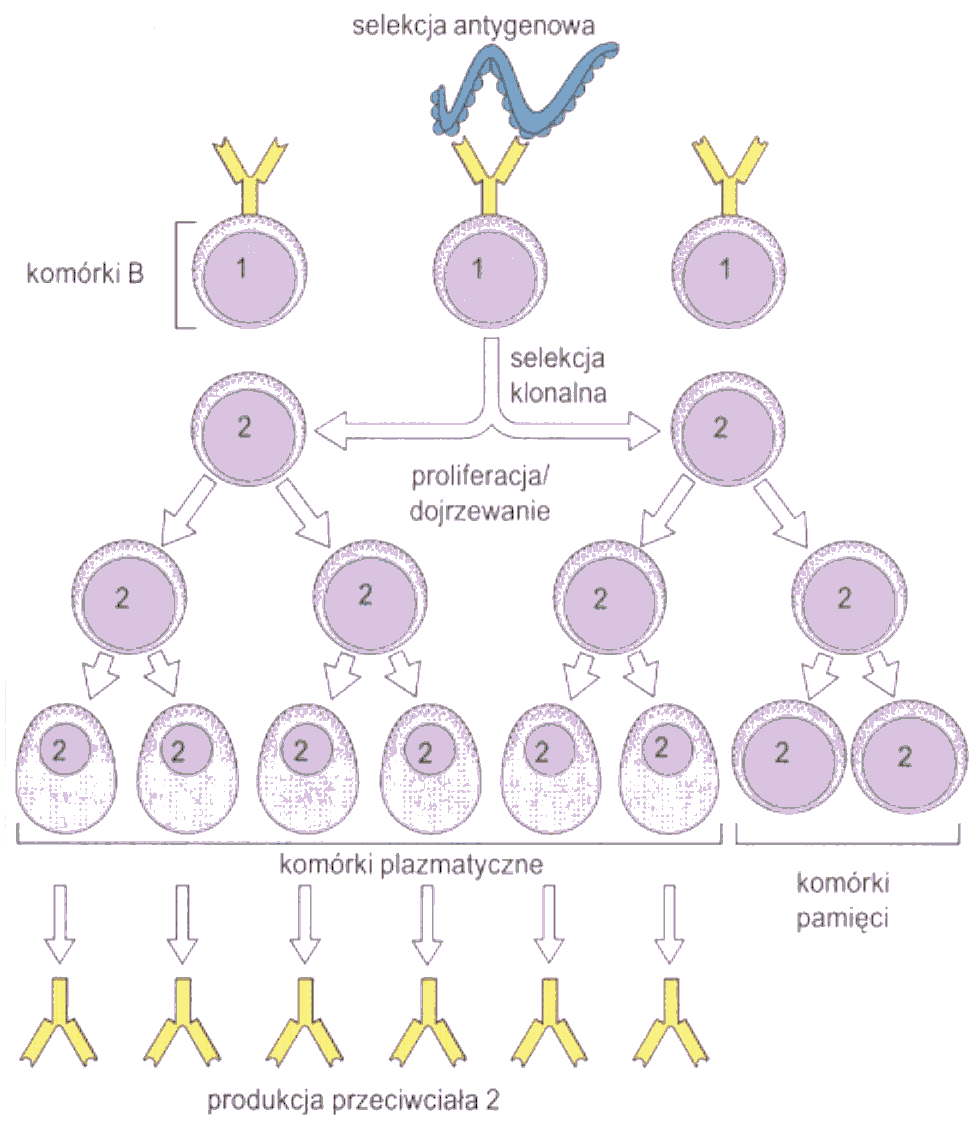 selekcja antygenowa
komórki B
1
1
1
selekcja
klonalna
2
2
proliferacja/
dojrzewanie
2
2
2
2
2
2
2
2
2
2
2
2
komórki plazmatyczne
komórki
pamięci
produkcja przeciwciała 2